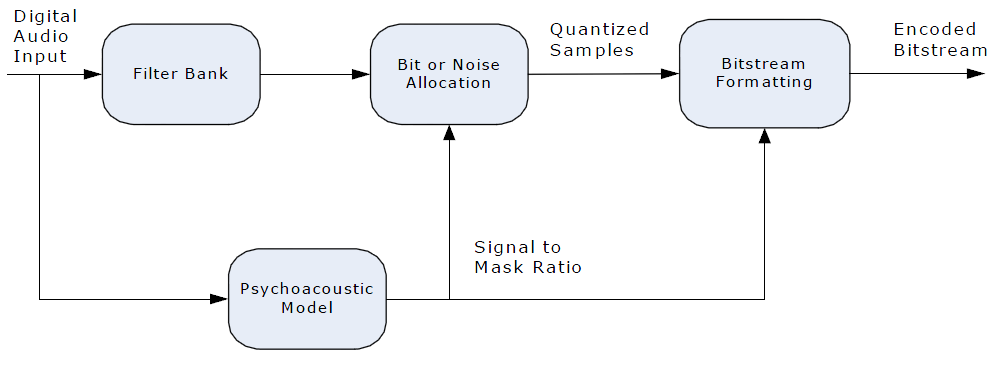 Digital
Audio
Input
Filter Bank
Bit or Noise
Allocation
Quantized
Samples
Bitstream
Formatting
Encoded
Bitstream
Signal to
Mask Ratio
Psychoacoustic
Model